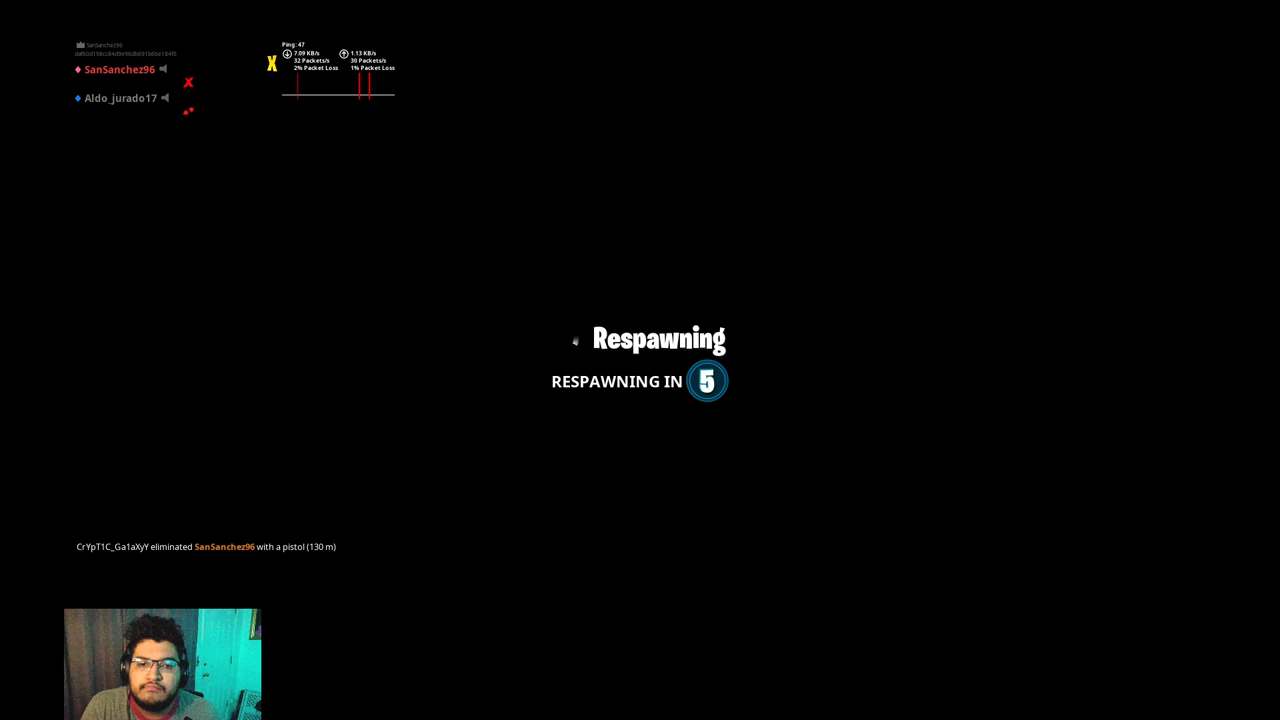 SanSanchez96
SanSanchez96
Aldo_jurado17
Ping: 47
7.09 KB/s
32 Packets/s
2% Packet Loss
1.13 KB/s
30 Packets/s
1% Packet Loss
Respawning
RESPAWNING IN 5
CrYpT1C_Ga1aXyY eliminated SanSanchez96 with a pistol (130 m)